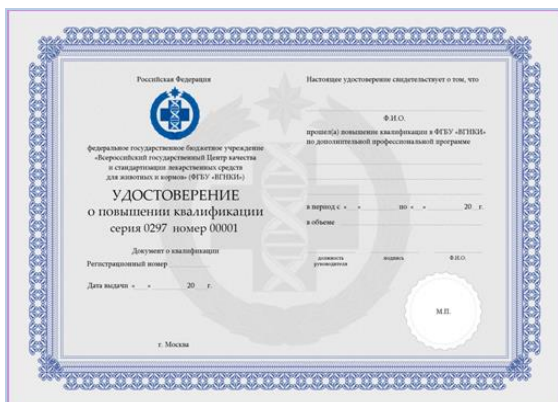 Российская Федерация
федеральное государственное бюджетное учреждение
«Всероссийский государственный Центр качества
и стандартизации лекарственных средств
для животных и кормов» (ФГБУ «ВГНКИ»)
УДОСТОВЕРЕНИЕ
о повышении квалификации
серия 0297 номер 00001
Документ о квалификации
Регистрационный номер
Дата выдачи « » 20 г.
г. Москва
Настоящее удостоверение свидетельствует о том, что
Ф.И.О.
прошел(а) повышение квалификации в ФГБУ «ВГНКИ»
по дополнительной профессиональной программе
в период с « » по « » 20 г.
в объеме
должность подпись Ф.И.О.
руководителя
М.П.